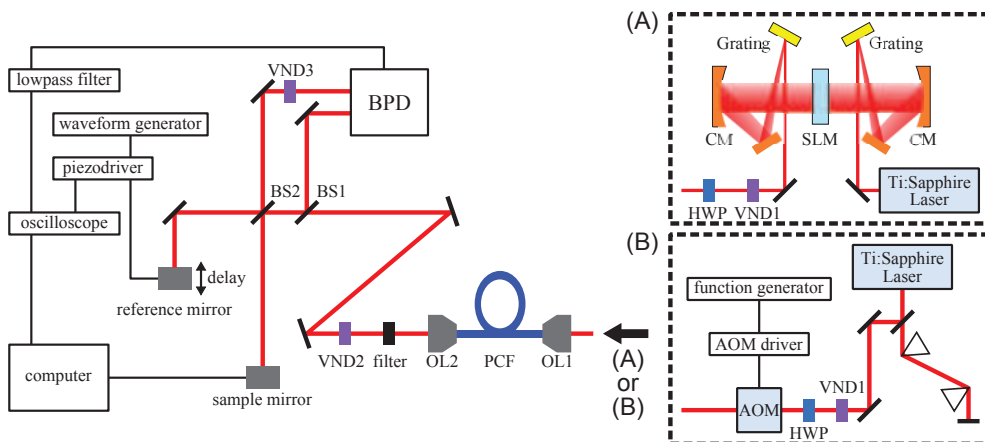 lowpass filter
waveform generator
piezodriver
oscilloscope
computer
VND3
BPD
BS2
BS1
delay
reference mirror
sample mirror
VND2
filter
OL2
PCF
OL1
(A)
or
(B)
(A)
Grating
Grating
CM
SLM
CM
HWP
VND1
Ti:Sapphire
Laser
(B)
Ti:Sapphire
Laser
function generator
AOM driver
VND1
AOM
HWP